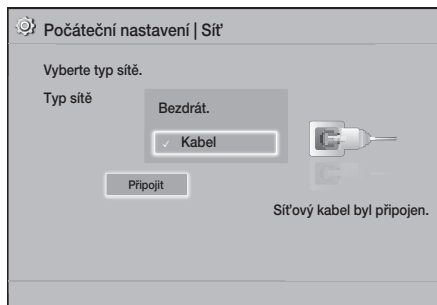 Počáteční nastavení | Síť
Vyberte typ sítě.
Typ sítě
Bezdrát.
✓ Kabel
Připojit
Síťový kabel byl připojen.